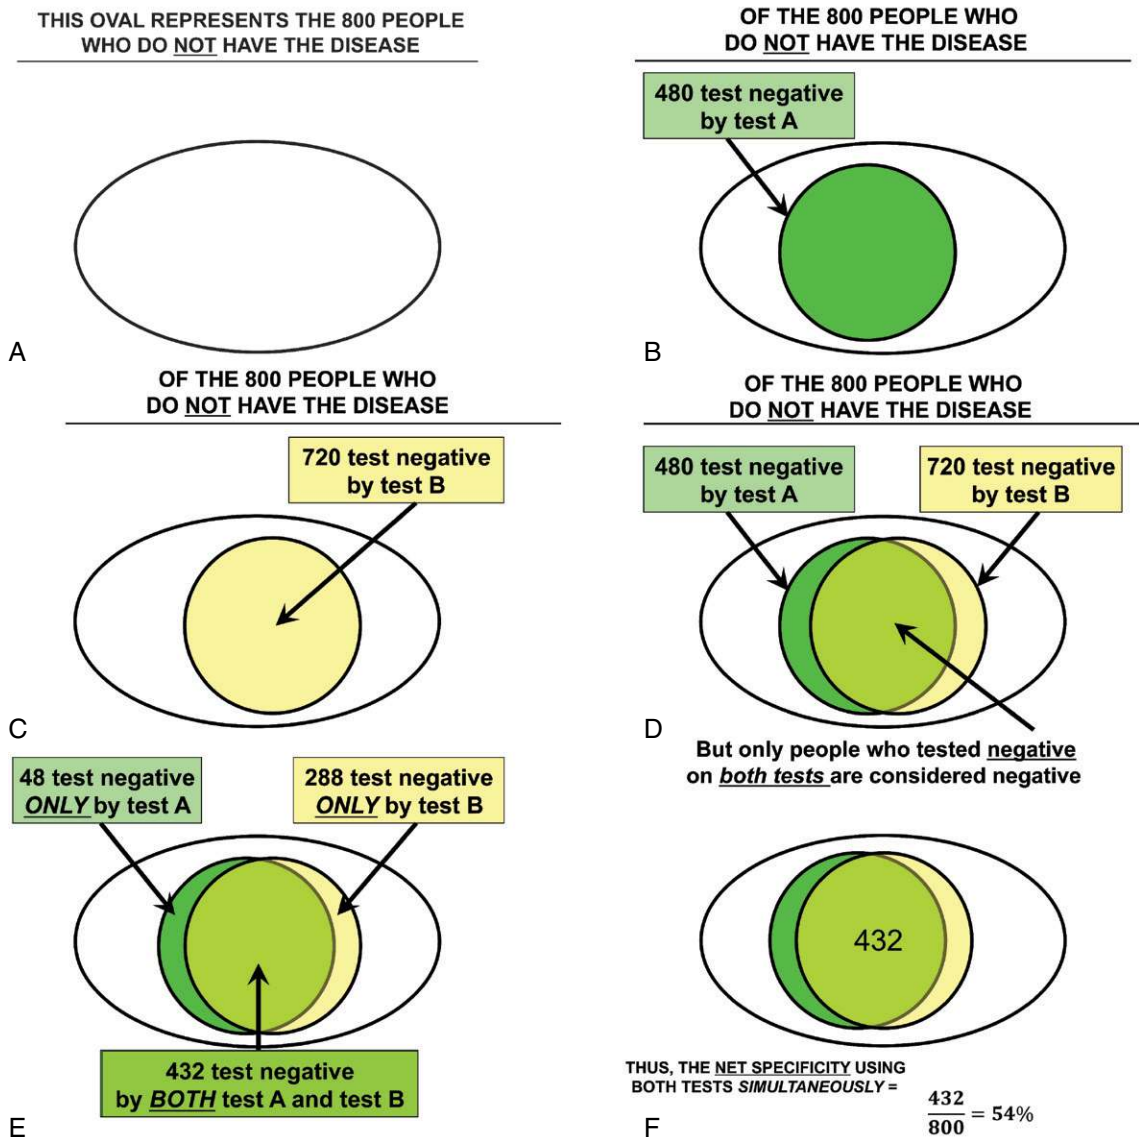 THIS OVAL REPRESENTS THE 800 PEOPLE
WHO DO NOT HAVE THE DISEASE
A
OF THE 800 PEOPLE WHO
DO NOT HAVE THE DISEASE
480 test negative
by test A
B
OF THE 800 PEOPLE WHO
DO NOT HAVE THE DISEASE
720 test negative
by test B
C
OF THE 800 PEOPLE WHO
DO NOT HAVE THE DISEASE
480 test negative
by test A
720 test negative
by test B
But only people who tested negative
on both tests are considered negative
D
48 test negative
ONLY by test A
288 test negative
ONLY by test B
432 test negative
by BOTH test A and test B
E
432
THUS, THE NET SPECIFICITY USING
BOTH TESTS SIMULTANEOUSLY =
432
800 = 54%
F